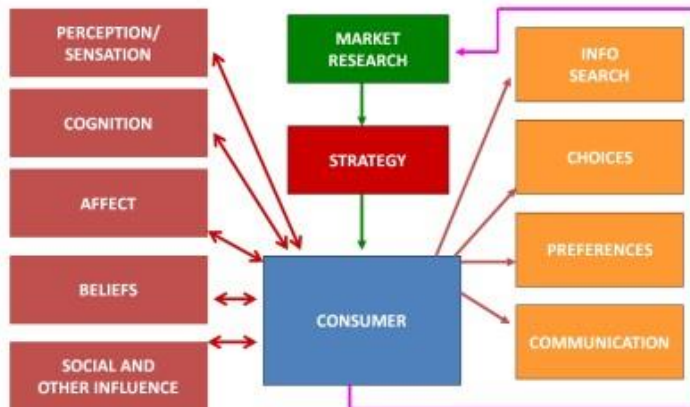 PERCEPTION/
SENSATION
COGNITION
AFFECT
BELIEFS
SOCIAL AND
OTHER INFLUENCE
MARKET
RESEARCH
STRATEGY
CONSUMER
INFO
SEARCH
CHOICES
PREFERENCES
COMMUNICATION